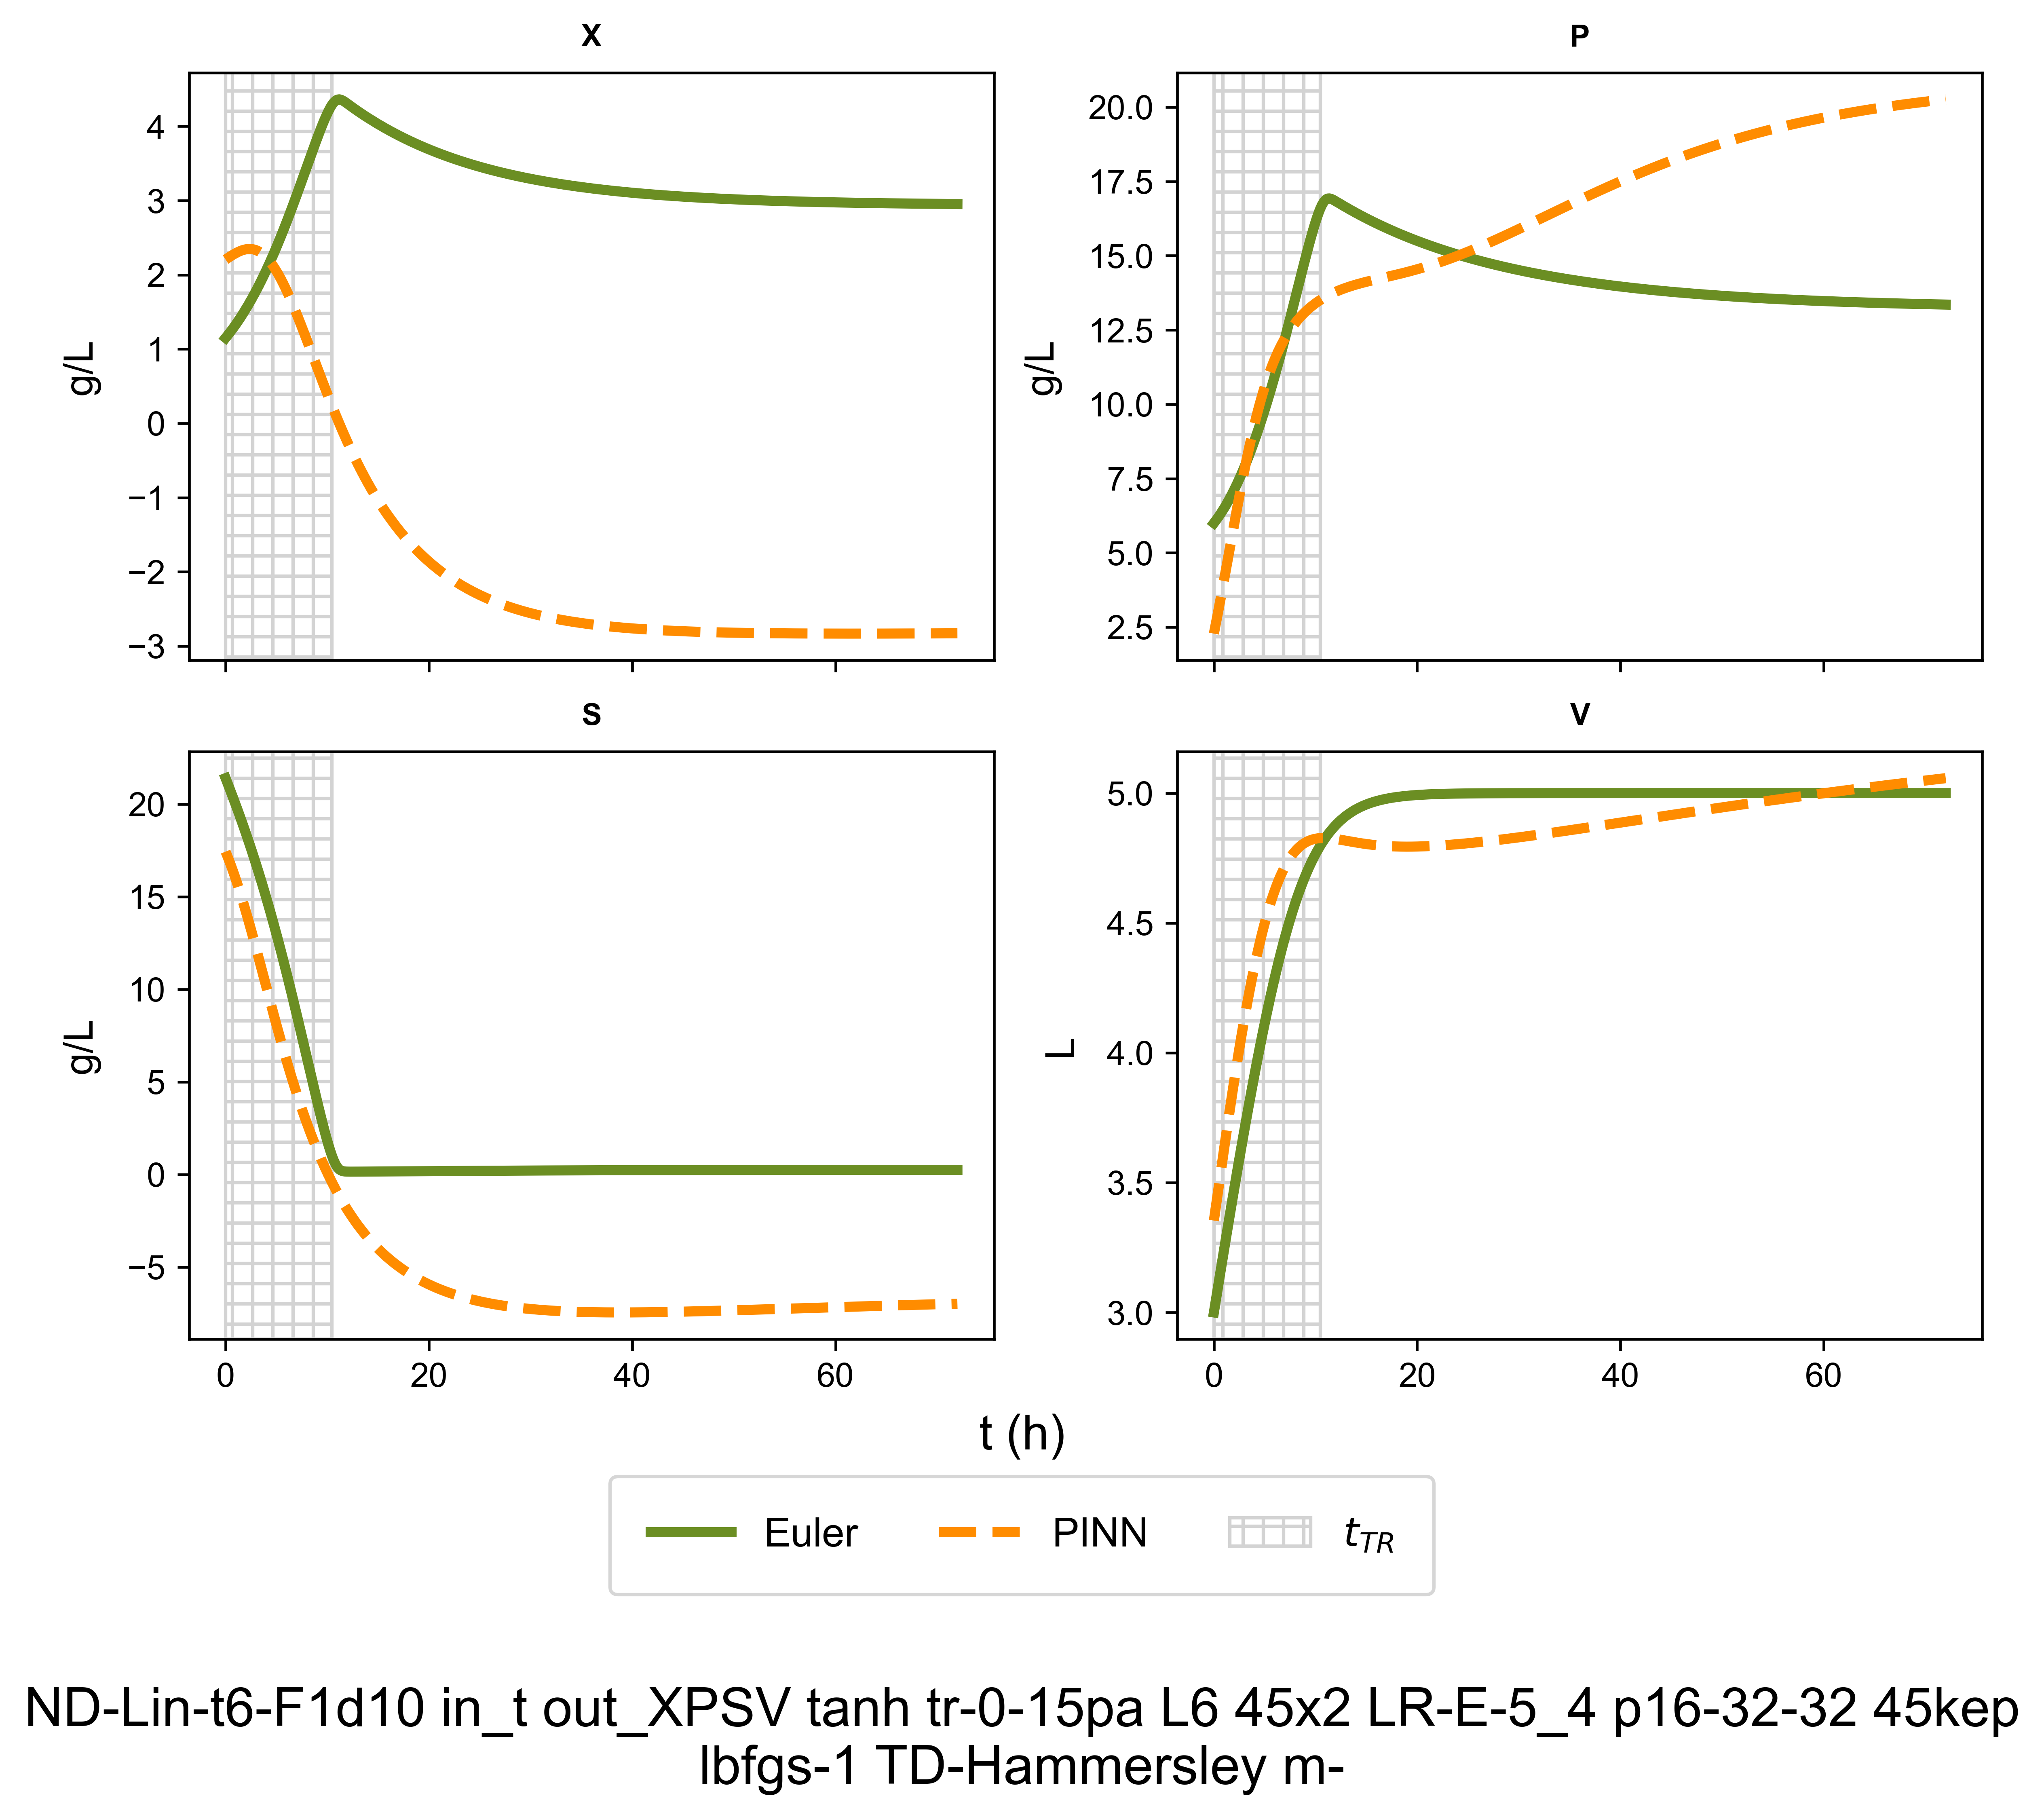 X
P
4
3
2
1
0
−1
−2
−3
g/L
20.0
17.5
15.0
12.5
10.0
7.5
5.0
2.5
g/L
S
V
20
15
10
5
0
−5
g/L
0 20 40 60
5.0
4.5
4.0
3.5
3.0
L
0 20 40 60
t (h)
Euler PINN t_TR
ND-Lin-t6-F1d10 in_t out_XPSV tanh tr-0-15pa L6 45x2 LR-E-5_4 p16-32-32 45kep
lbfgs-1 TD-Hammersley m-